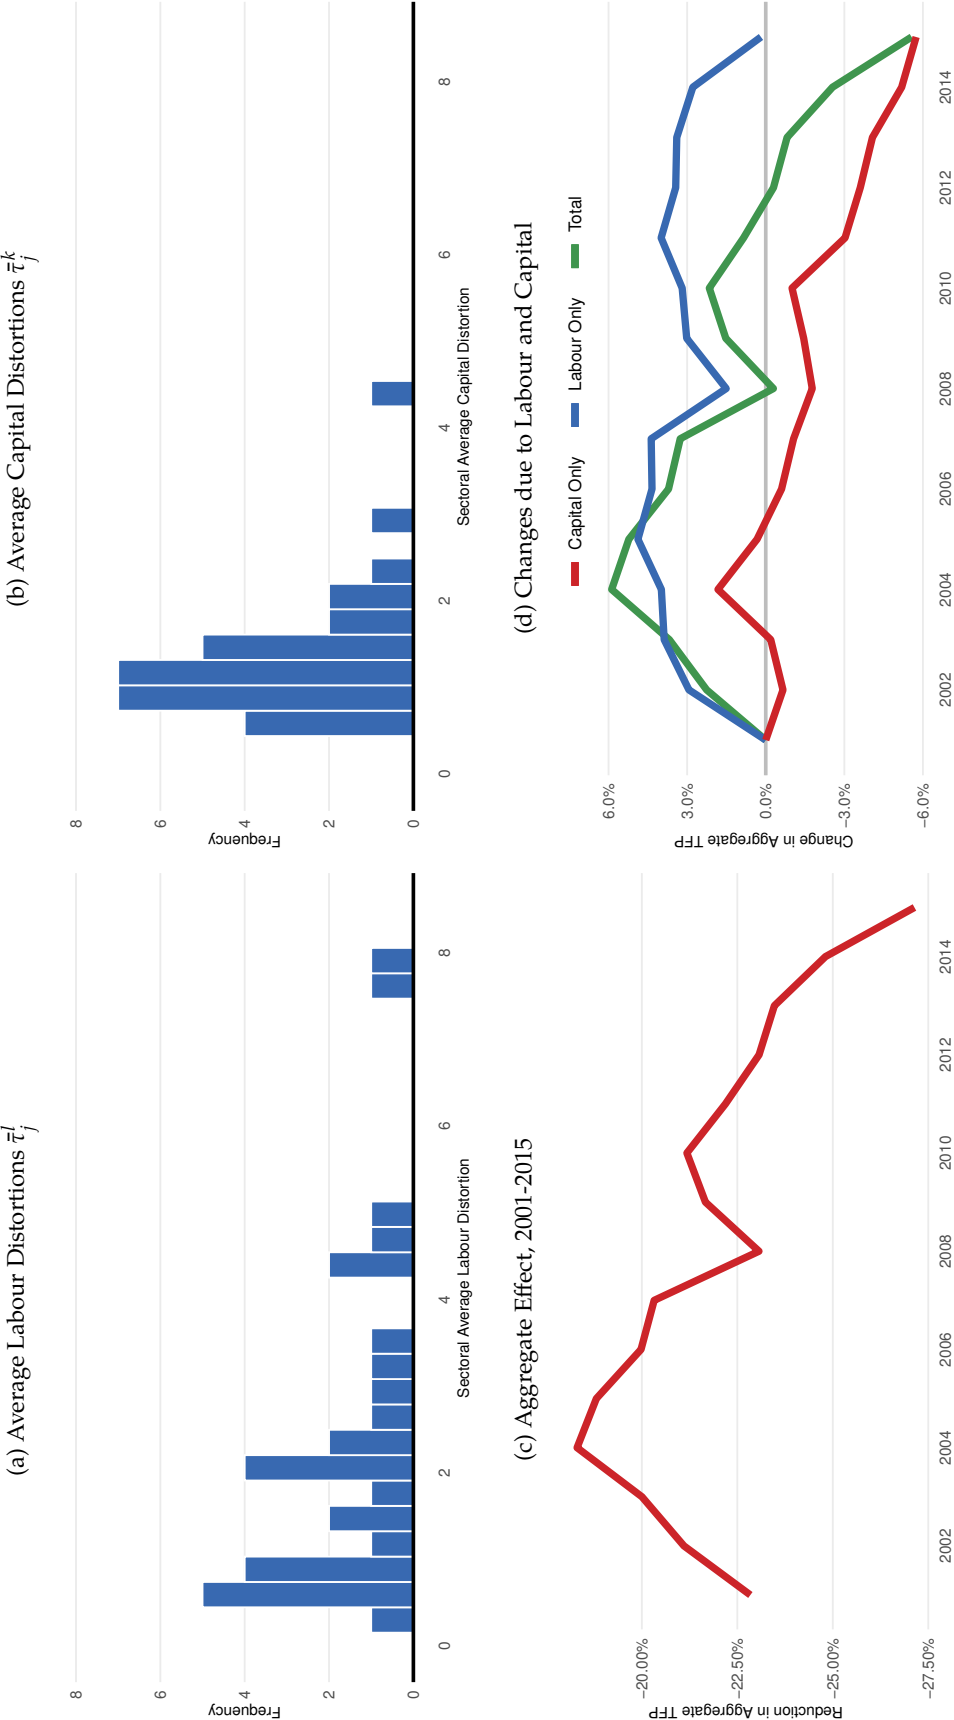 (a) Average Labour Distortions τ̄ˡⱼ
Frequency
8
6
4
2
0
0 2 4 6 8
Sectoral Average Labour Distortion
(b) Average Capital Distortions τ̄ᵏⱼ
Frequency
8
6
4
2
0
0 2 4 6 8
Sectoral Average Capital Distortion
(c) Aggregate Effect, 2001-2015
Reduction in Aggregate TFP
−20.00%
−22.50%
−25.00%
−27.50%
2002 2004 2006 2008 2010 2012 2014
(d) Changes due to Labour and Capital
Capital Only Labour Only Total
Change in Aggregate TFP
6.0%
3.0%
0.0%
−3.0%
−6.0%
2002 2004 2006 2008 2010 2012 2014